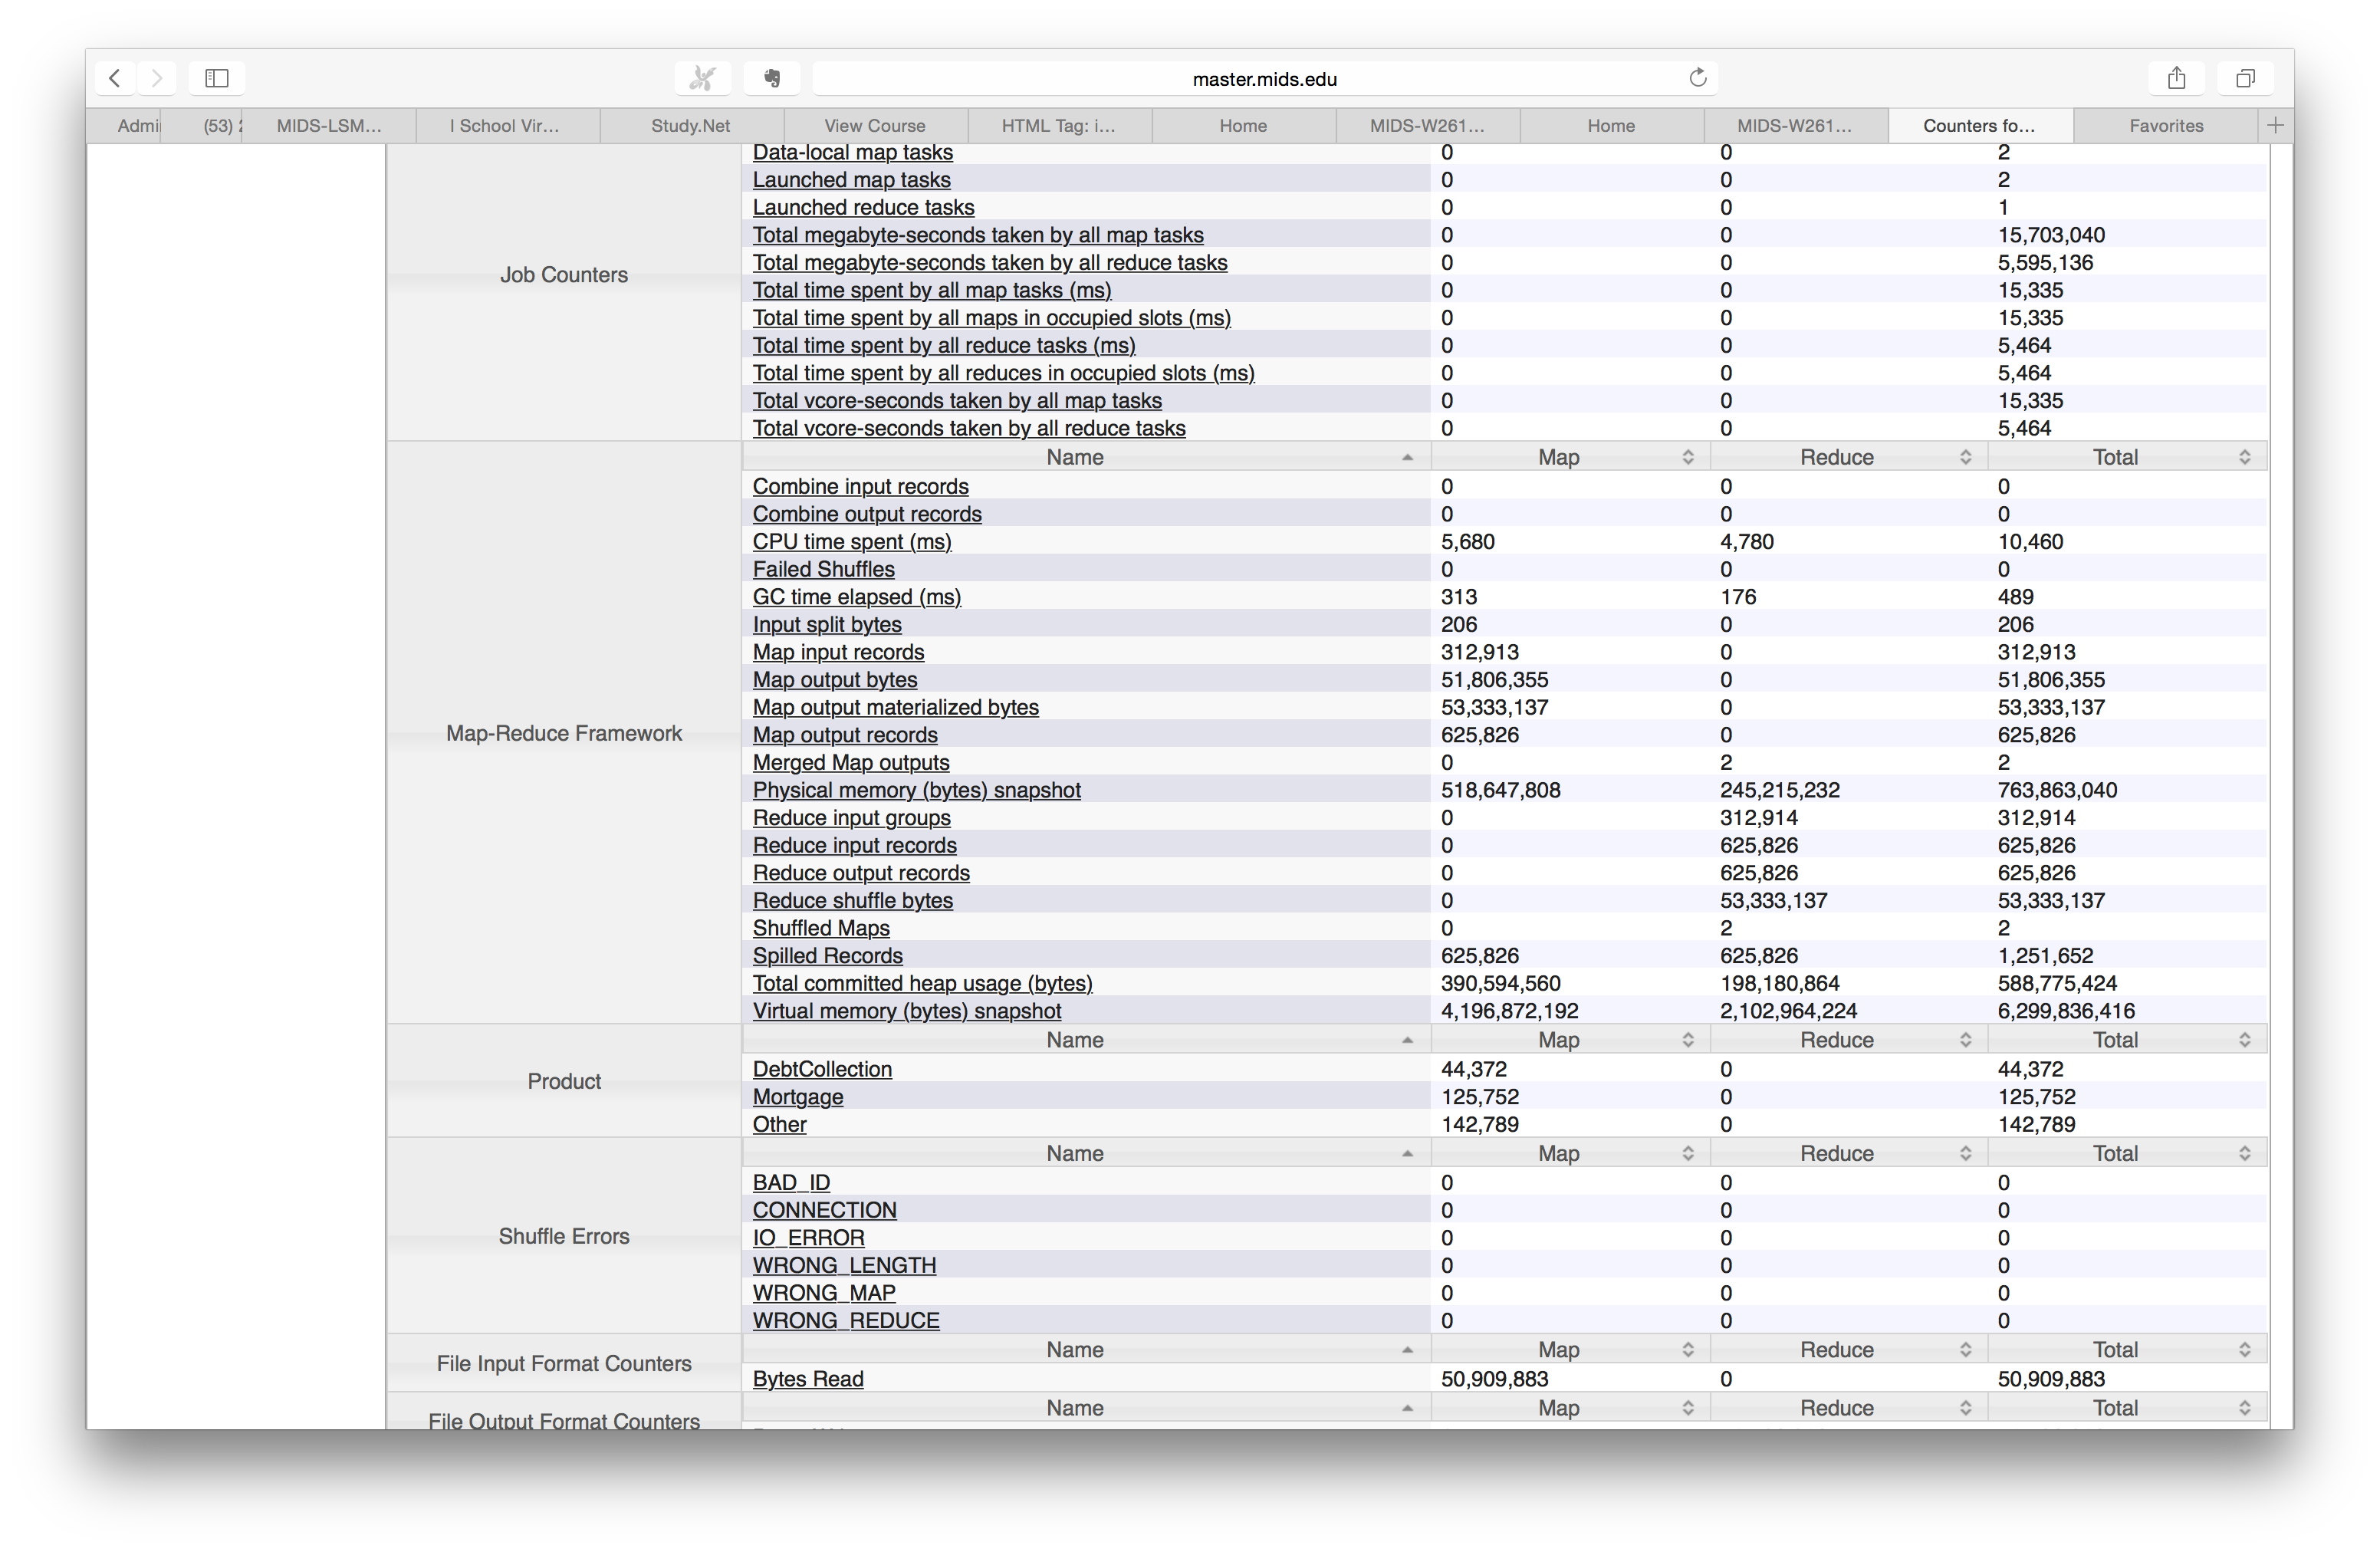 master.mids.edu
Admi (53) 2 MIDS-LSM... I School Vir... Study.Net View Course HTML Tag: i... Home MIDS-W261... Home MIDS-W261... Counters fo... Favorites
Job Counters
Data-local map tasks 0 0 2
Launched map tasks 0 0 2
Launched reduce tasks 0 0 1
Total megabyte-seconds taken by all map tasks 0 0 15,703,040
Total megabyte-seconds taken by all reduce tasks 0 0 5,595,136
Total time spent by all map tasks (ms) 0 0 15,335
Total time spent by all maps in occupied slots (ms) 0 0 15,335
Total time spent by all reduce tasks (ms) 0 0 5,464
Total time spent by all reduces in occupied slots (ms) 0 0 5,464
Total vcore-seconds taken by all map tasks 0 0 15,335
Total vcore-seconds taken by all reduce tasks 0 0 5,464
Map-Reduce Framework
Name Map Reduce Total
Combine input records 0 0 0
Combine output records 0 0 0
CPU time spent (ms) 5,680 4,780 10,460
Failed Shuffles 0 0 0
GC time elapsed (ms) 313 176 489
Input split bytes 206 0 206
Map input records 312,913 0 312,913
Map output bytes 51,806,355 0 51,806,355
Map output materialized bytes 53,333,137 0 53,333,137
Map output records 625,826 0 625,826
Merged Map outputs 0 2 2
Physical memory (bytes) snapshot 518,647,808 245,215,232 763,863,040
Reduce input groups 0 312,914 312,914
Reduce input records 0 625,826 625,826
Reduce output records 0 625,826 625,826
Reduce shuffle bytes 0 53,333,137 53,333,137
Shuffled Maps 0 2 2
Spilled Records 625,826 625,826 1,251,652
Total committed heap usage (bytes) 390,594,560 198,180,864 588,775,424
Virtual memory (bytes) snapshot 4,196,872,192 2,102,964,224 6,299,836,416
Product
Name Map Reduce Total
DebtCollection 44,372 0 44,372
Mortgage 125,752 0 125,752
Other 142,789 0 142,789
Shuffle Errors
Name Map Reduce Total
BAD_ID 0 0 0
CONNECTION 0 0 0
IO_ERROR 0 0 0
WRONG_LENGTH 0 0 0
WRONG_MAP 0 0 0
WRONG_REDUCE 0 0 0
File Input Format Counters
Name Map Reduce Total
Bytes Read 50,909,883 0 50,909,883
File Output Format Counters
Name Map Reduce Total